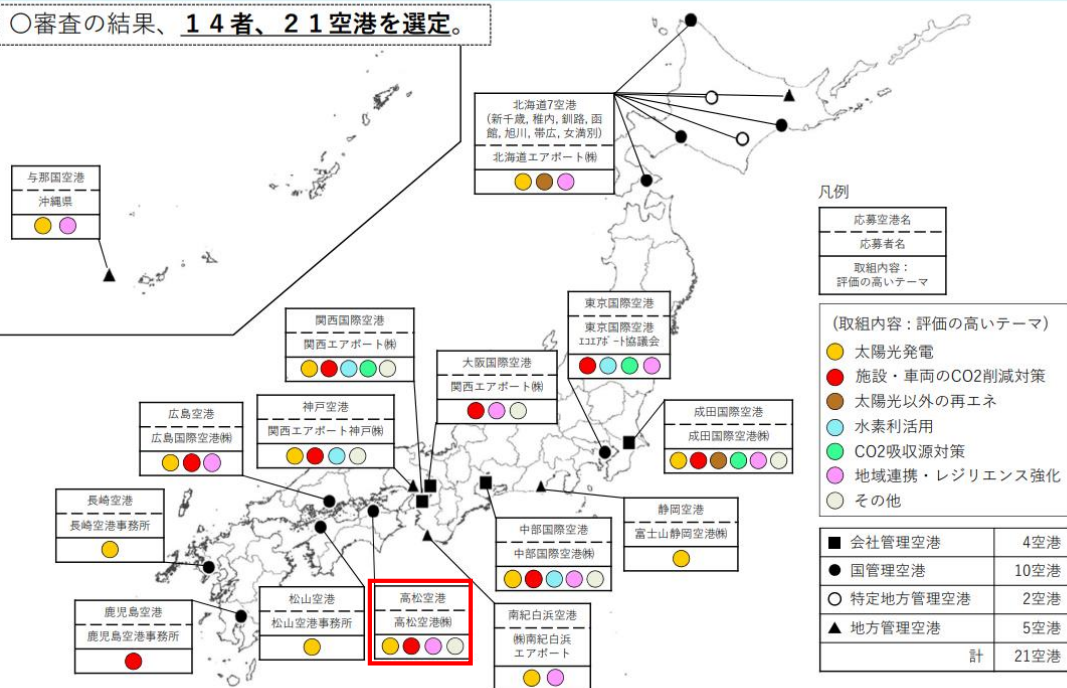 ○審査の結果、１４者、２１空港を選定。
北海道7空港
(新千歳, 稚内, 釧路, 函
館, 旭川, 帯広, 女満別)
北海道エアポート㈱
与那国空港
沖縄県
凡例
応募空港名
応募者名
取組内容：
評価の高いテーマ
(取組内容：評価の高いテーマ)
太陽光発電
施設・車両のCO2削減対策
太陽光以外の再エネ
水素利活用
CO2吸収源対策
地域連携・レジリエンス強化
その他
東京国際空港
東京国際空港
ｴｺｴｱﾎﾟｰﾄ協議会
関西国際空港
関西エアポート㈱
大阪国際空港
関西エアポート㈱
神戸空港
関西エアポート神戸㈱
広島空港
広島国際空港㈱
成田国際空港
成田国際空港㈱
長崎空港
長崎空港事務所
静岡空港
富士山静岡空港㈱
中部国際空港
中部国際空港㈱
鹿児島空港
鹿児島空港事務所
松山空港
松山空港事務所
高松空港
高松空港㈱
南紀白浜空港
㈱南紀白浜
エアポート
■ 会社管理空港 4空港
● 国管理空港 10空港
○ 特定地方管理空港 2空港
▲ 地方管理空港 5空港
計 21空港